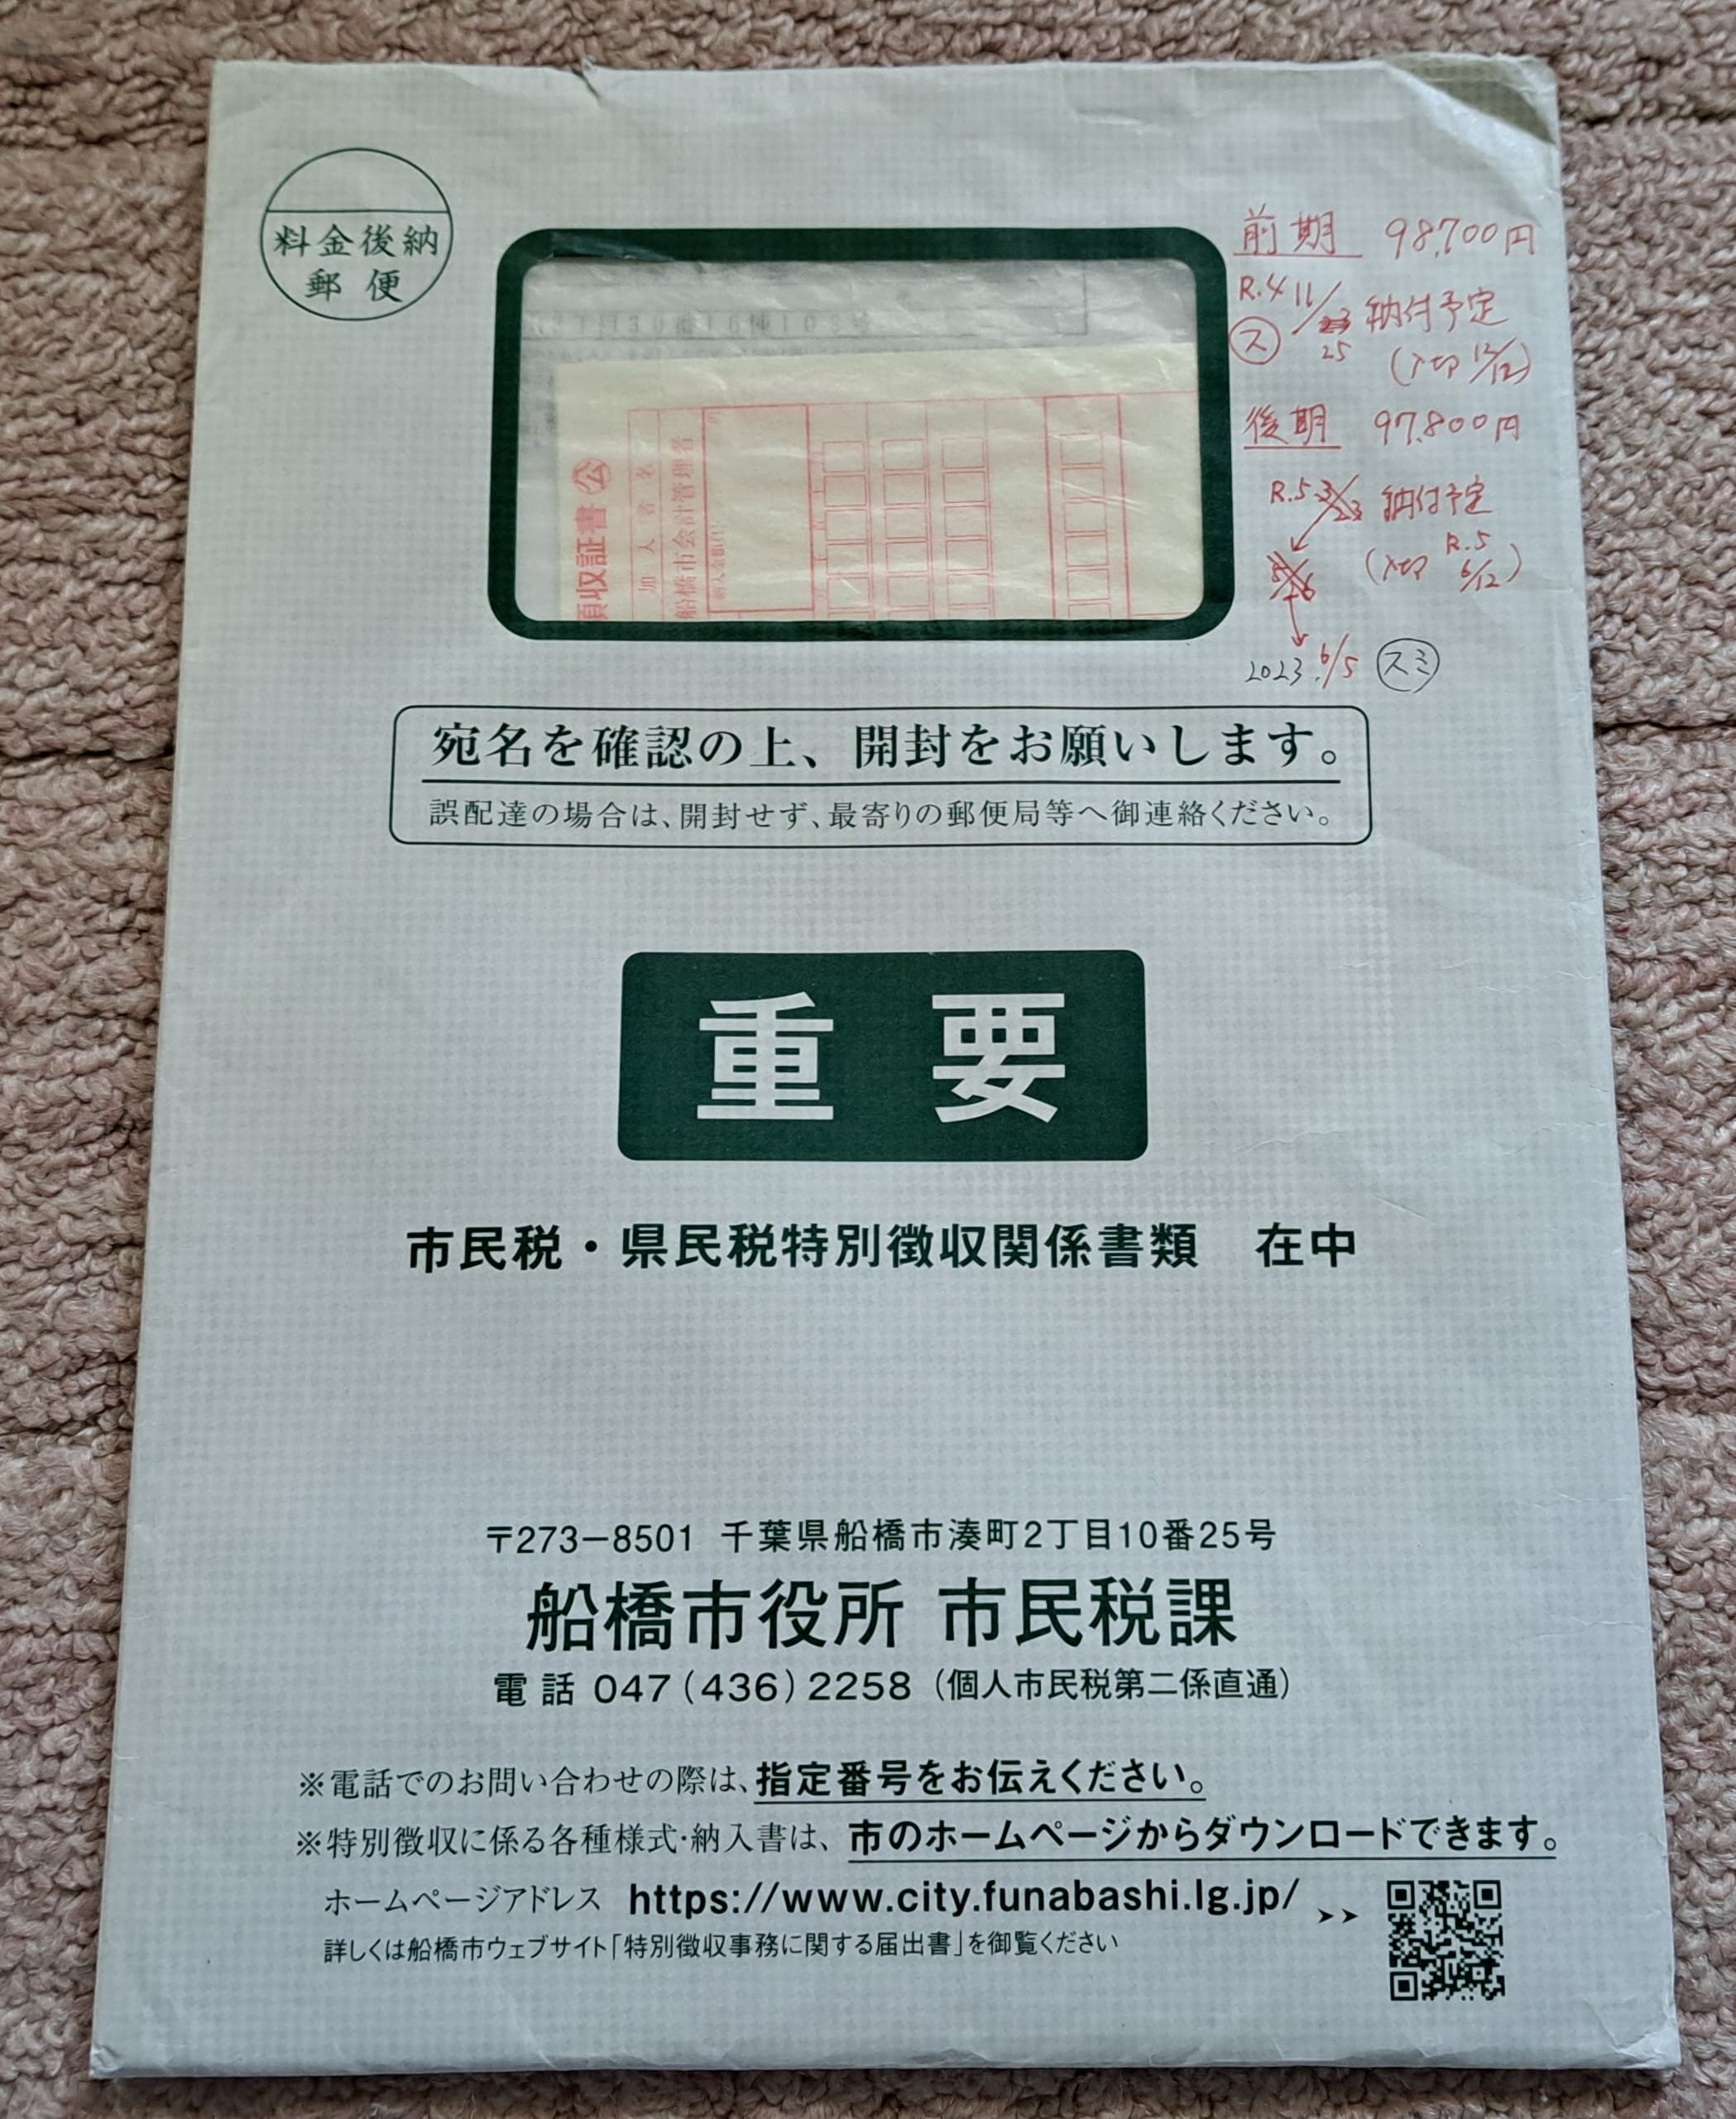 料金後納
郵便
前期 98,700円
R.4 11/25 納付予定
ス
(〆切 12/12)
後期 97,800円
R.5 3/23 納付予定
(〆切 R.5 6/12)
5/6
2023.6/5 スミ
領収証書 公
加入者名
船橋市会計管理者
宛名を確認の上、開封をお願いします。
誤配達の場合は、開封せず、最寄りの郵便局等へ御連絡ください。
重要
市民税・県民税特別徴収関係書類 在中
〒273-8501 千葉県船橋市湊町2丁目10番25号
船橋市役所 市民税課
電話 047(436)2258(個人市民税第二係直通)
※電話でのお問い合わせの際は、指定番号をお伝えください。
※特別徴収に係る各種様式・納入書は、市のホームページからダウンロードできます。
ホームページアドレス https://www.city.funabashi.lg.jp/ ➤➤
詳しくは船橋市ウェブサイト「特別徴収事務に関する届出書」を御覧ください